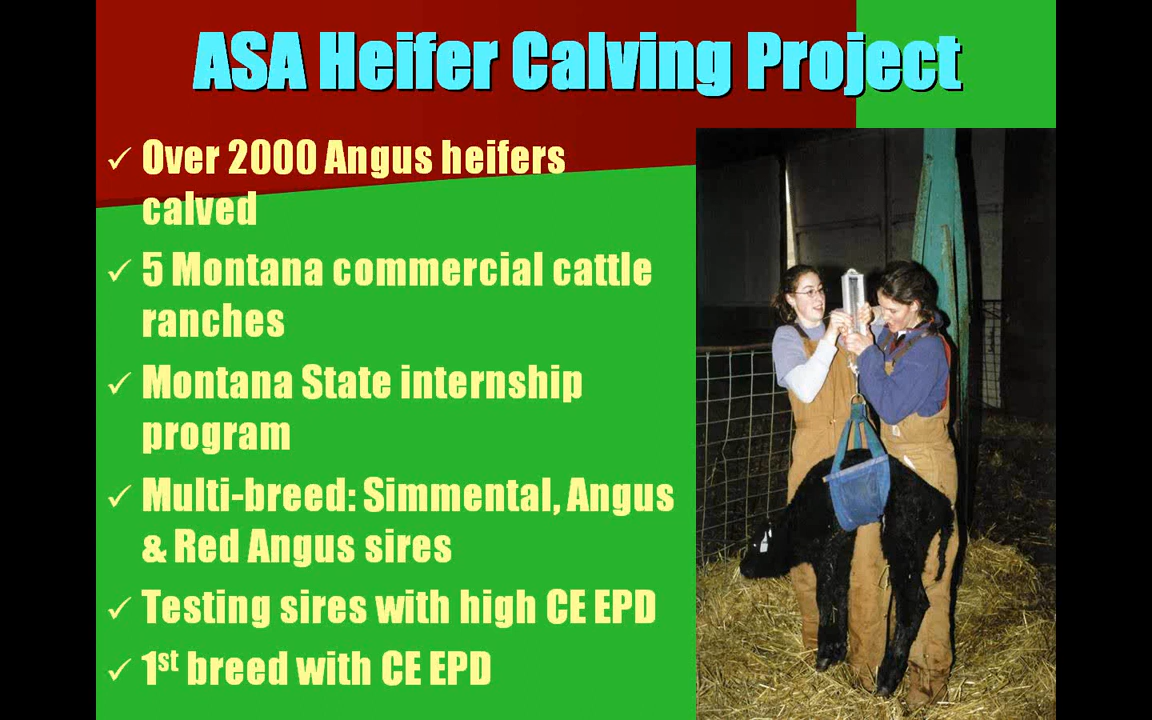 ASA Heifer Calving Project
✓ Over 2000 Angus heifers
calved
✓ 5 Montana commercial cattle
ranches
✓ Montana State internship
program
✓ Multi-breed: Simmental, Angus
& Red Angus sires
✓ Testing sires with high CE EPD
✓ 1st breed with CE EPD